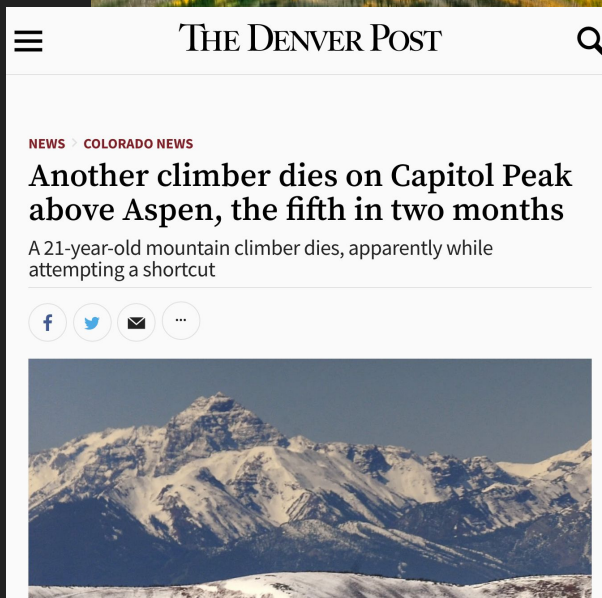 THE DENVER POST
NEWS > COLORADO NEWS
Another climber dies on Capitol Peak
above Aspen, the fifth in two months
A 21-year-old mountain climber dies, apparently while
attempting a shortcut